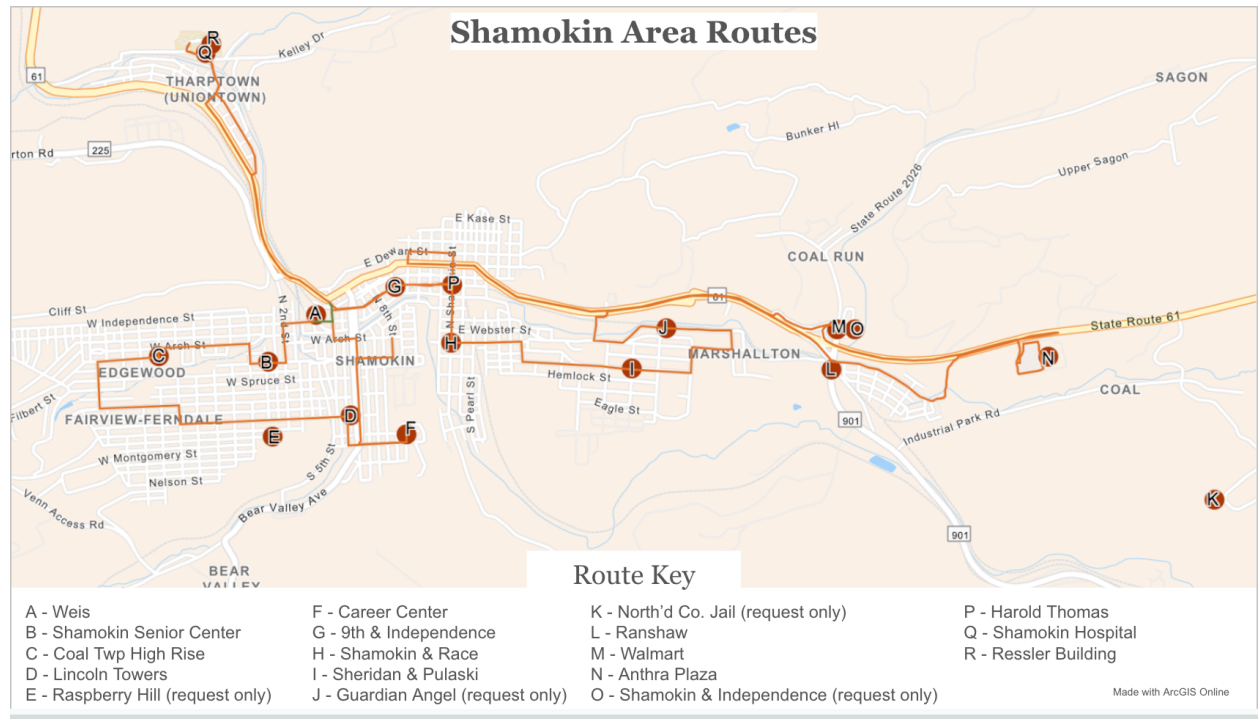 Shamokin Area Routes
R
Q
Kelley Dr
61
THARPTOWN
(UNIONTOWN)
SAGON
Bunker Hl
225
rton Rd
Upper Sagon
State Route 2026
E Kase St
E Dewart St
COAL RUN
G
P
61
Cliff St
W Independence St
N 2nd St
A
N 8th St
State Route 61
E Webster St
J
M
O
W Arch St
W Arch St
H
C
B
SHAMOKIN
MARSHALLTON
N
EDGEWOOD
W Spruce St
Hemlock St
I
L
COAL
Filbert St
Eagle St
FAIRVIEW-FERNDALE
D
S Pearl St
901
Industrial Park Rd
E
F
W Montgomery St
S 5th St
Nelson St
K
Venn Access Rd
Bear Valley Ave
901
BEAR
VALLEY
Route Key
A - Weis
B - Shamokin Senior Center
C - Coal Twp High Rise
D - Lincoln Towers
E - Raspberry Hill (request only)
F - Career Center
G - 9th & Independence
H - Shamokin & Race
I - Sheridan & Pulaski
J - Guardian Angel (request only)
K - North'd Co. Jail (request only)
L - Ranshaw
M - Walmart
N - Anthra Plaza
O - Shamokin & Independence (request only)
P - Harold Thomas
Q - Shamokin Hospital
R - Ressler Building
Made with ArcGIS Online